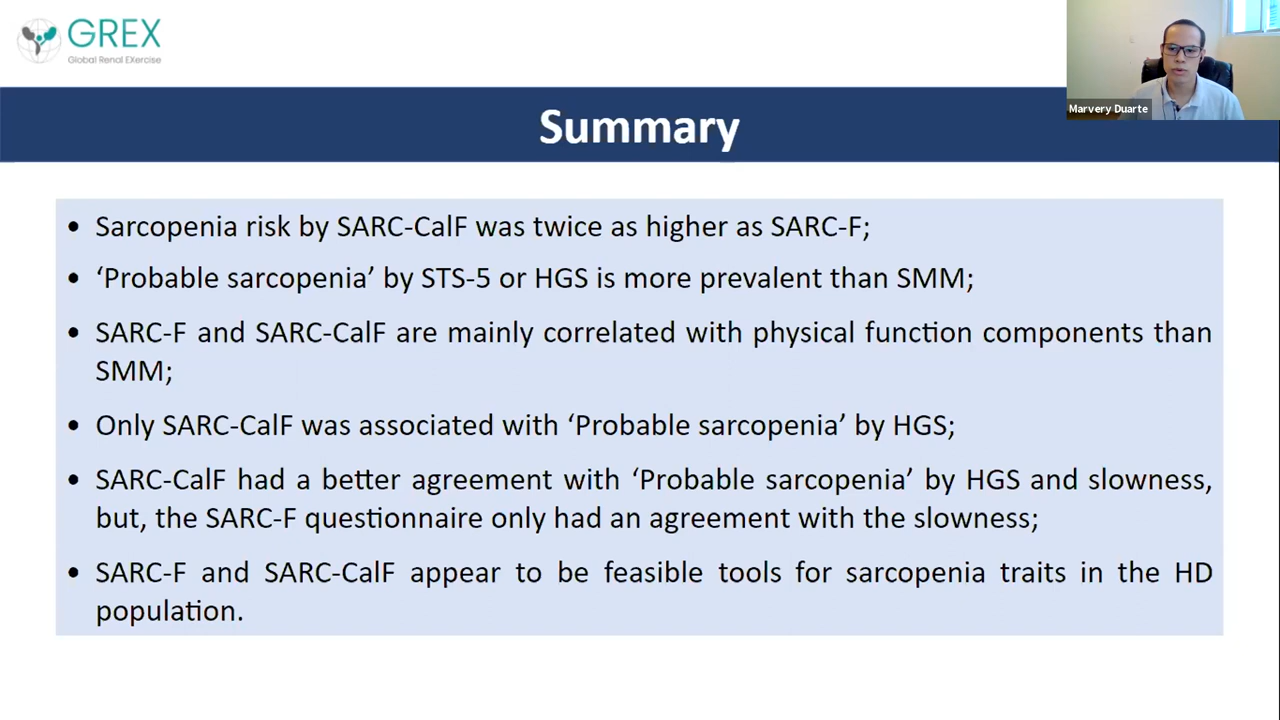 GREX
Global Renal EXercise
Marvery Duarte
Summary
• Sarcopenia risk by SARC-CalF was twice as higher as SARC-F;
• ‘Probable sarcopenia’ by STS-5 or HGS is more prevalent than SMM;
• SARC-F and SARC-CalF are mainly correlated with physical function components than
SMM;
• Only SARC-CalF was associated with ‘Probable sarcopenia’ by HGS;
• SARC-CalF had a better agreement with ‘Probable sarcopenia’ by HGS and slowness,
but, the SARC-F questionnaire only had an agreement with the slowness;
• SARC-F and SARC-CalF appear to be feasible tools for sarcopenia traits in the HD
population.